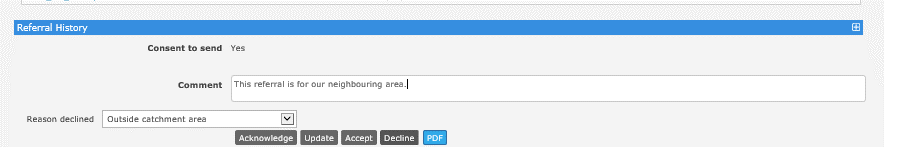 Referral History
Consent to send Yes
Comment This referral is for our neighbouring area.
Reason declined Outside catchment area
Acknowledge Update Accept Decline PDF